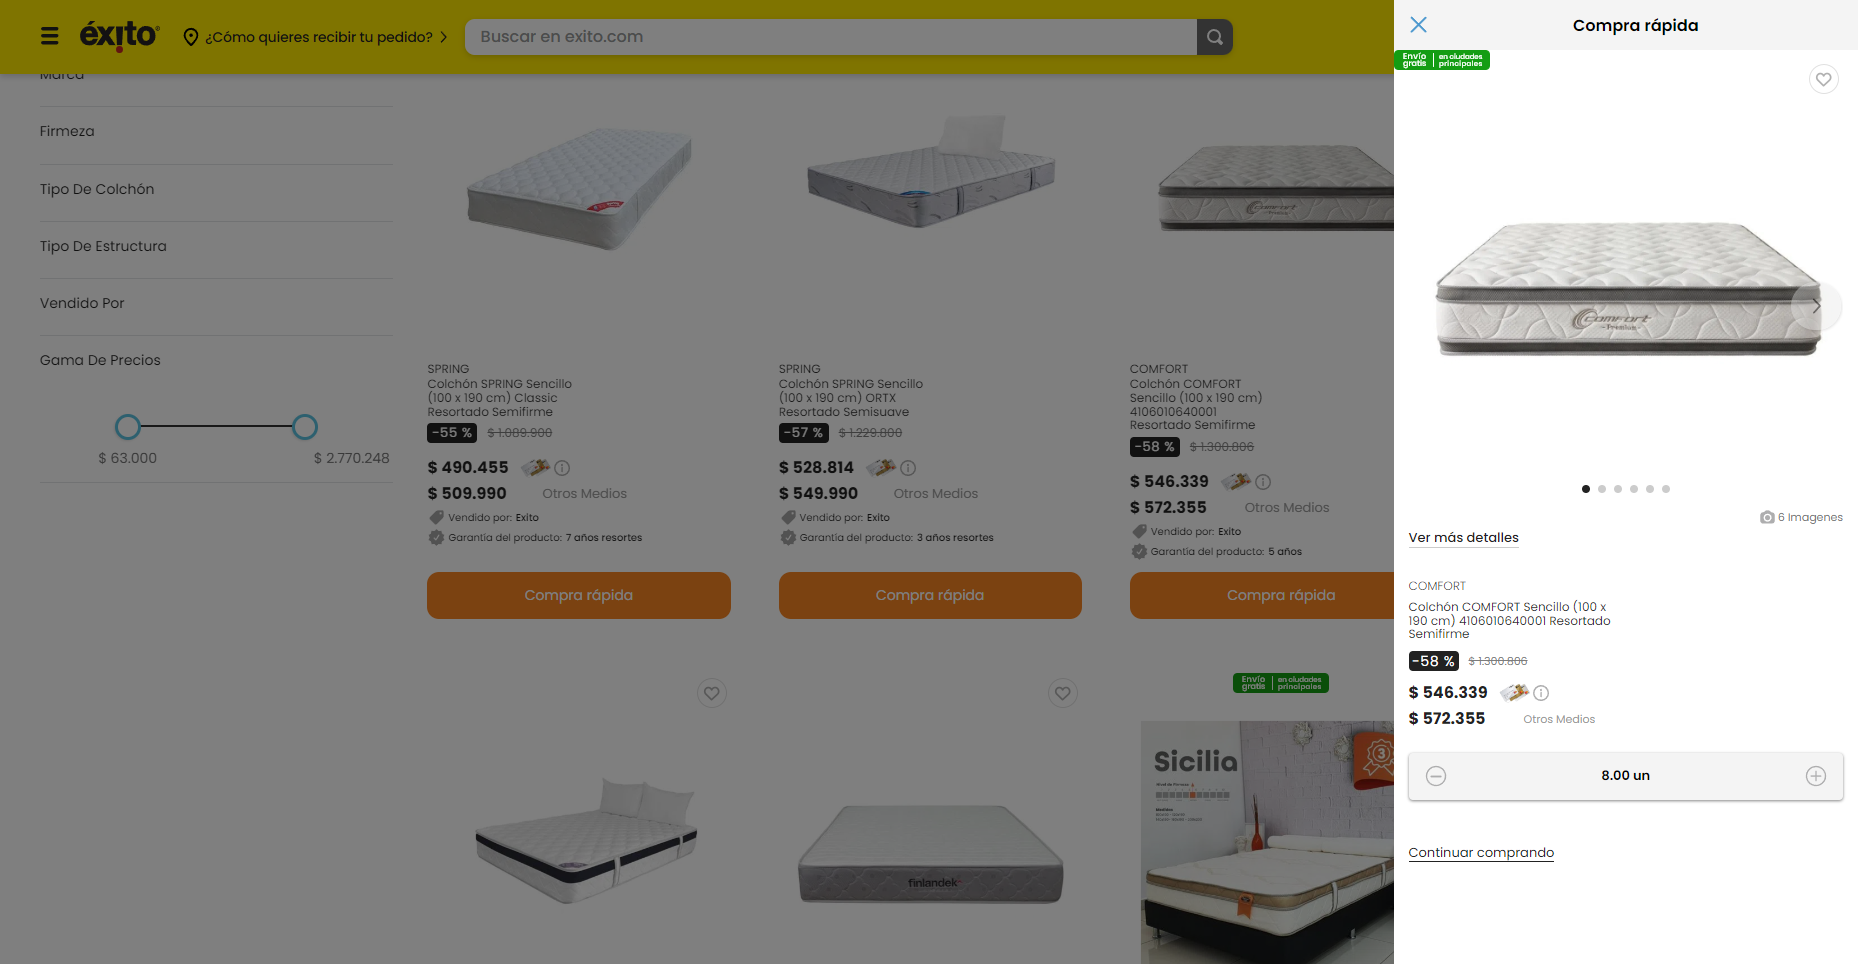 éxito
¿Cómo quieres recibir tu pedido?
Buscar en exito.com
Marca
Firmeza
Tipo De Colchón
Tipo De Estructura
Vendido Por
Gama De Precios
$ 63.000
$ 2.770.248
SPRING
Colchón SPRING Sencillo
(100 x 190 cm) Classic
Resortado Semifirme
-55 % $ 1.089.900
$ 490.455
$ 509.990 Otros Medios
Vendido por: Exito
Garantía del producto: 7 años resortes
Compra rápida
SPRING
Colchón SPRING Sencillo
(100 x 190 cm) ORTX
Resortado Semisuave
-57 % $ 1.229.800
$ 528.814
$ 549.990 Otros Medios
Vendido por: Exito
Garantía del producto: 3 años resortes
Compra rápida
Comfort
COMFORT
Colchón COMFORT
Sencillo (100 x 190 cm)
4106010640001
Resortado Semifirme
-58 % $ 1.300.806
$ 546.339
$ 572.355 Otros Medios
Vendido por: Exito
Garantía del producto: 5 años
Compra rápida
finlandek
Envío gratis en ciudades principales
Sicilia
3
Compra rápida
Envío gratis en ciudades principales
Comfort
Premium
6 Imagenes
Ver más detalles
COMFORT
Colchón COMFORT Sencillo (100 x
190 cm) 4106010640001 Resortado
Semifirme
-58 % $ 1.300.806
$ 546.339
$ 572.355 Otros Medios
8.00 un
Continuar comprando